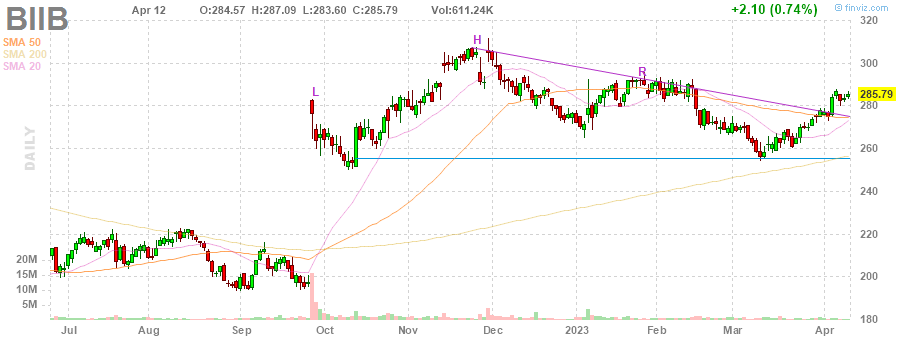 BIIB
Apr 12 O:284.57 H:287.09 L:283.60 C:285.79 Vol:611.24K +2.10 (0.74%)
© finviz.com
SMA 50
SMA 200
SMA 20
DAILY
L
H
R
320
300
285.79
280
260
240
220
200
180
20M
15M
10M
5M
Jul Aug Sep Oct Nov Dec 2023 Feb Mar Apr